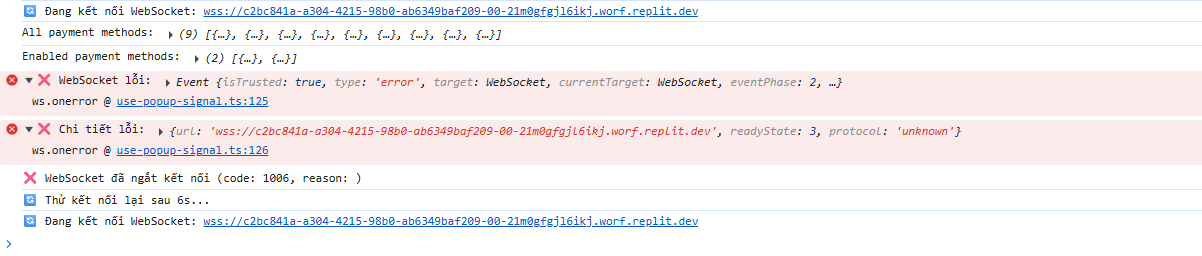 Đang kết nối WebSocket: wss://c2bc841a-a304-4215-98b0-ab6349baf209-00-21m0gfgjl6ikj.worf.replit.dev
All payment methods: ▶ (9) [{…}, {…}, {…}, {…}, {…}, {…}, {…}, {…}, {…}]
Enabled payment methods: ▶ (2) [{…}, {…}]
▼ ❌ WebSocket lỗi: ▶ Event {isTrusted: true, type: 'error', target: WebSocket, currentTarget: WebSocket, eventPhase: 2, …}
ws.onerror @ use-popup-signal.ts:125
▼ ❌ Chi tiết lỗi: ▶ {url: 'wss://c2bc841a-a304-4215-98b0-ab6349baf209-00-21m0gfgjl6ikj.worf.replit.dev', readyState: 3, protocol: 'unknown'}
ws.onerror @ use-popup-signal.ts:126
❌ WebSocket đã ngắt kết nối (code: 1006, reason: )
Thử kết nối lại sau 6s...
Đang kết nối WebSocket: wss://c2bc841a-a304-4215-98b0-ab6349baf209-00-21m0gfgjl6ikj.worf.replit.dev